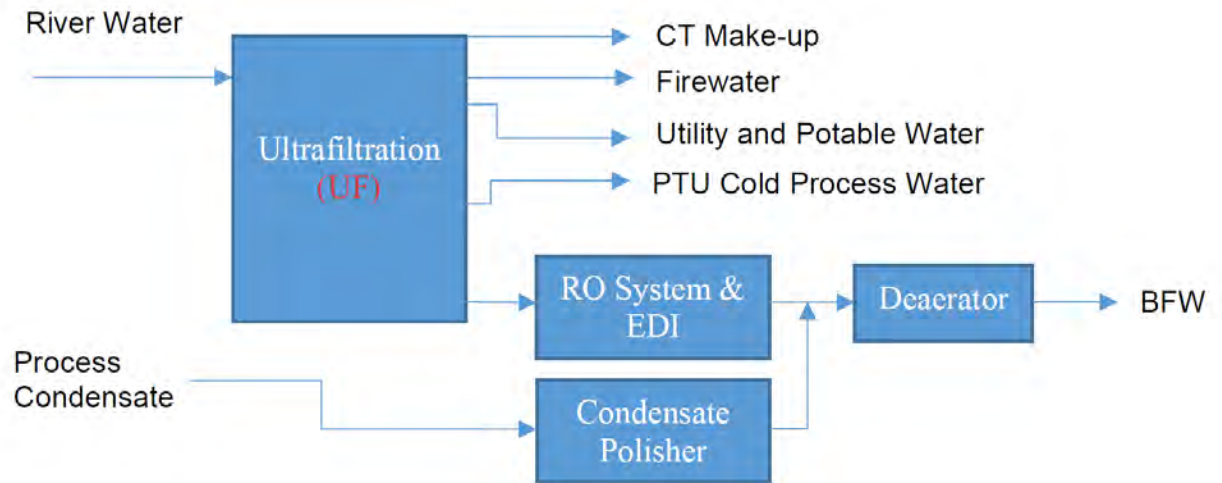 River Water
CT Make-up
Firewater
Ultrafiltration
(UF)
Utility and Potable Water
PTU Cold Process Water
RO System &
EDI
Deaerator
BFW
Process
Condensate
Condensate
Polisher